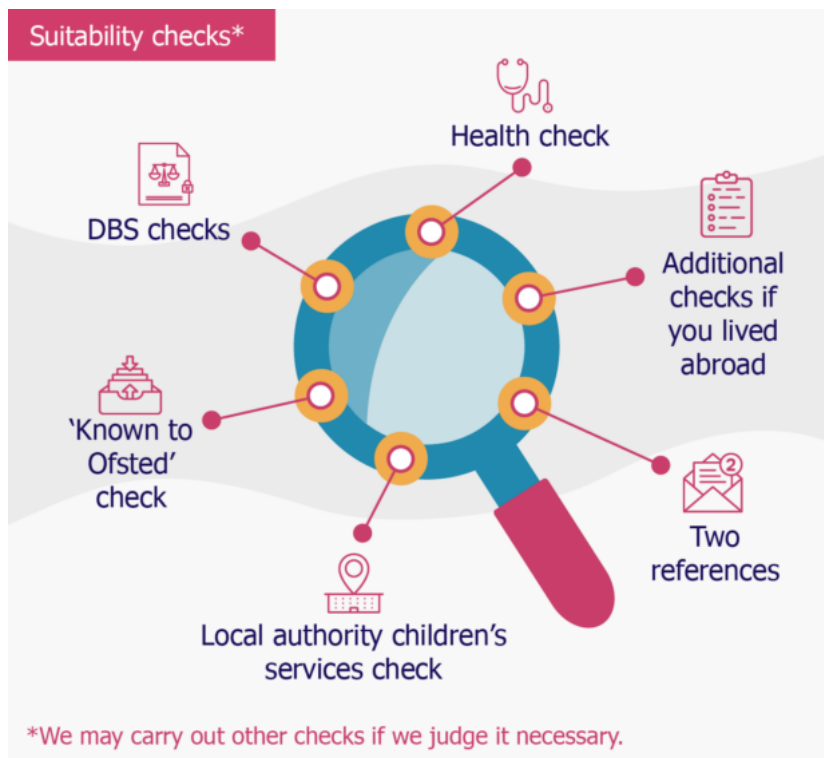 Suitability checks*
Health check
DBS checks
Additional
checks if
you lived
abroad
‘Known to
Ofsted’
check
2
Two
references
Local authority children’s
services check
*We may carry out other checks if we judge it necessary.